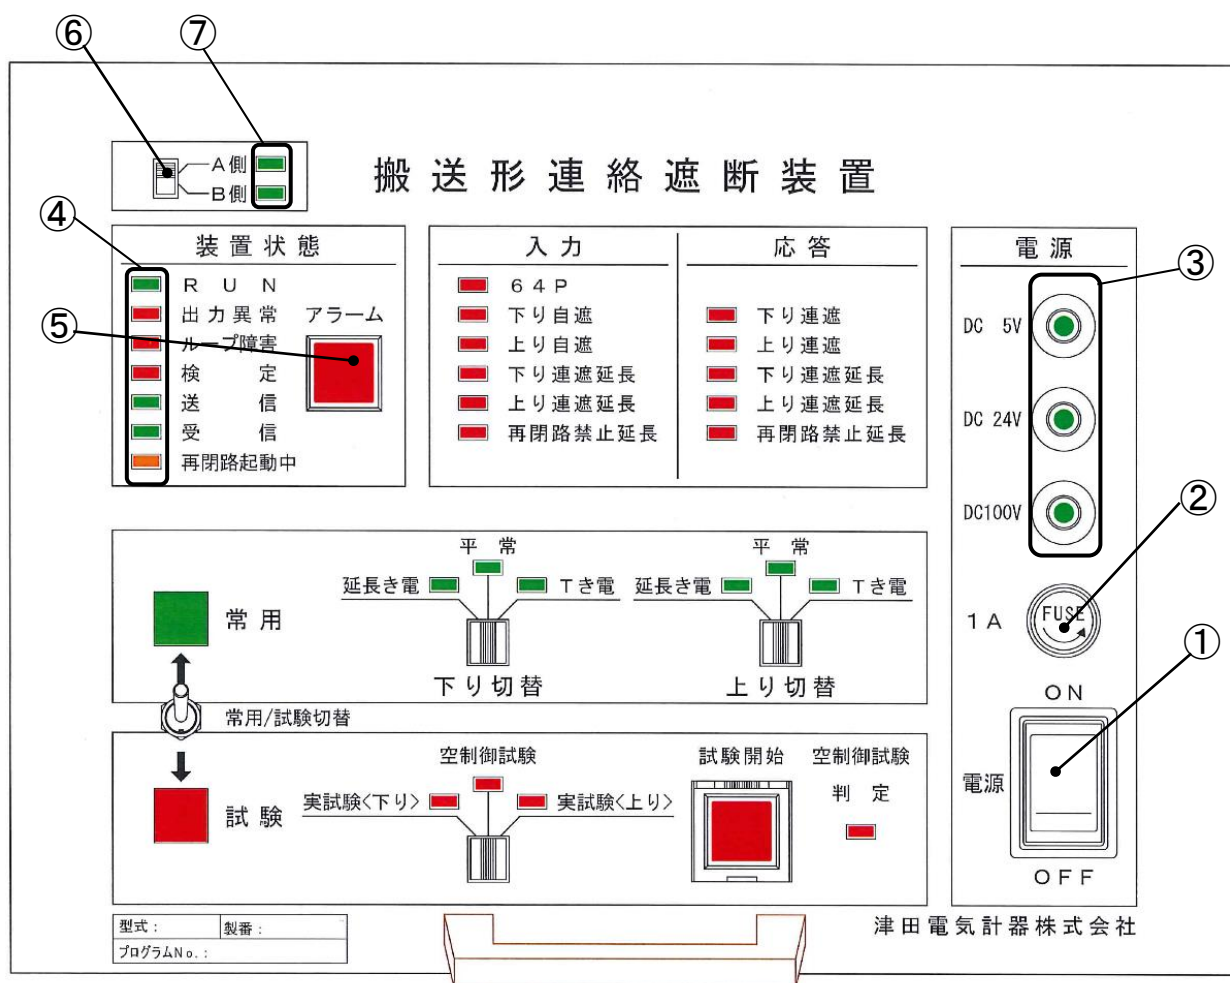 ⑥ ⑦
A側
B側
搬送形連絡遮断装置
④
⑤
装置状態
RUN
出力異常
ループ障害
検定
送信
受信
再閉路起動中
アラーム
入力
64P
下り自遮
上り自遮
下り連遮延長
上り連遮延長
再閉路禁止延長
応答
下り連遮
上り連遮
下り連遮延長
上り連遮延長
再閉路禁止延長
電源
③
DC 5V
DC 24V
DC100V
②
1A
FUSE
①
ON
電源
OFF
常用
平常
延長き電
Tき電
下り切替
平常
延長き電
Tき電
上り切替
常用/試験切替
試験
空制御試験
実試験<下り>
実試験<上り>
試験開始
空制御試験
判定
型式:
製番:
プログラムNo.:
津田電気計器株式会社